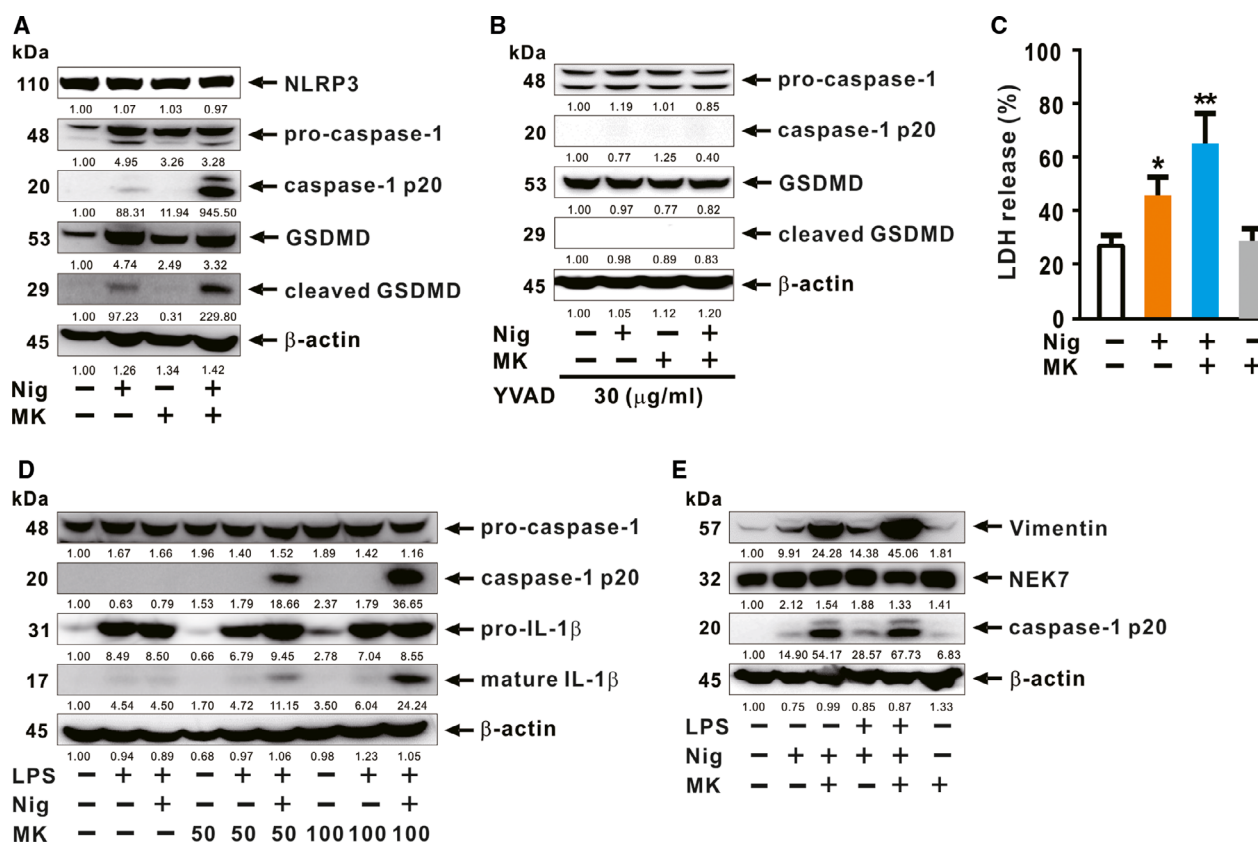 A
kDa
110 NLRP3
1.00 1.07 1.03 0.97
48 pro-caspase-1
1.00 4.95 3.26 3.28
20 caspase-1 p20
1.00 88.31 11.94 945.50
53 GSDMD
1.00 4.74 2.49 3.32
29 cleaved GSDMD
1.00 97.23 0.31 229.80
45 β-actin
1.00 1.26 1.34 1.42
Nig − + − +
MK − − + +
B
kDa
48 pro-caspase-1
1.00 1.19 1.01 0.85
20 caspase-1 p20
1.00 0.77 1.25 0.40
53 GSDMD
1.00 0.97 0.77 0.82
29 cleaved GSDMD
1.00 0.98 0.89 0.83
45 β-actin
1.00 1.05 1.12 1.20
Nig − + − +
MK − − + +
YVAD 30 (μg/ml)
C
LDH release (%)
100
80
60
40
20
0
* **
Nig − + + −
MK − − + +
D
kDa
48 pro-caspase-1
1.00 1.67 1.66 1.96 1.40 1.52 1.89 1.42 1.16
20 caspase-1 p20
1.00 0.63 0.79 1.53 1.79 18.66 2.37 1.79 36.65
31 pro-IL-1β
1.00 8.49 8.50 0.66 6.79 9.45 2.78 7.04 8.55
17 mature IL-1β
1.00 4.54 4.50 1.70 4.72 11.15 3.50 6.04 24.24
45 β-actin
1.00 0.94 0.89 0.68 0.97 1.06 0.98 1.23 1.05
LPS − + + − + + − + +
Nig − − + − − + − − +
MK − − − 50 50 50 100 100 100
E
kDa
57 Vimentin
1.00 9.91 24.28 14.38 45.06 1.81
32 NEK7
1.00 2.12 1.54 1.88 1.33 1.41
20 caspase-1 p20
1.00 14.90 54.17 28.57 67.73 6.83
45 β-actin
1.00 0.75 0.99 0.85 0.87 1.33
LPS − − − + + −
Nig − + + + + −
MK − − + − + +